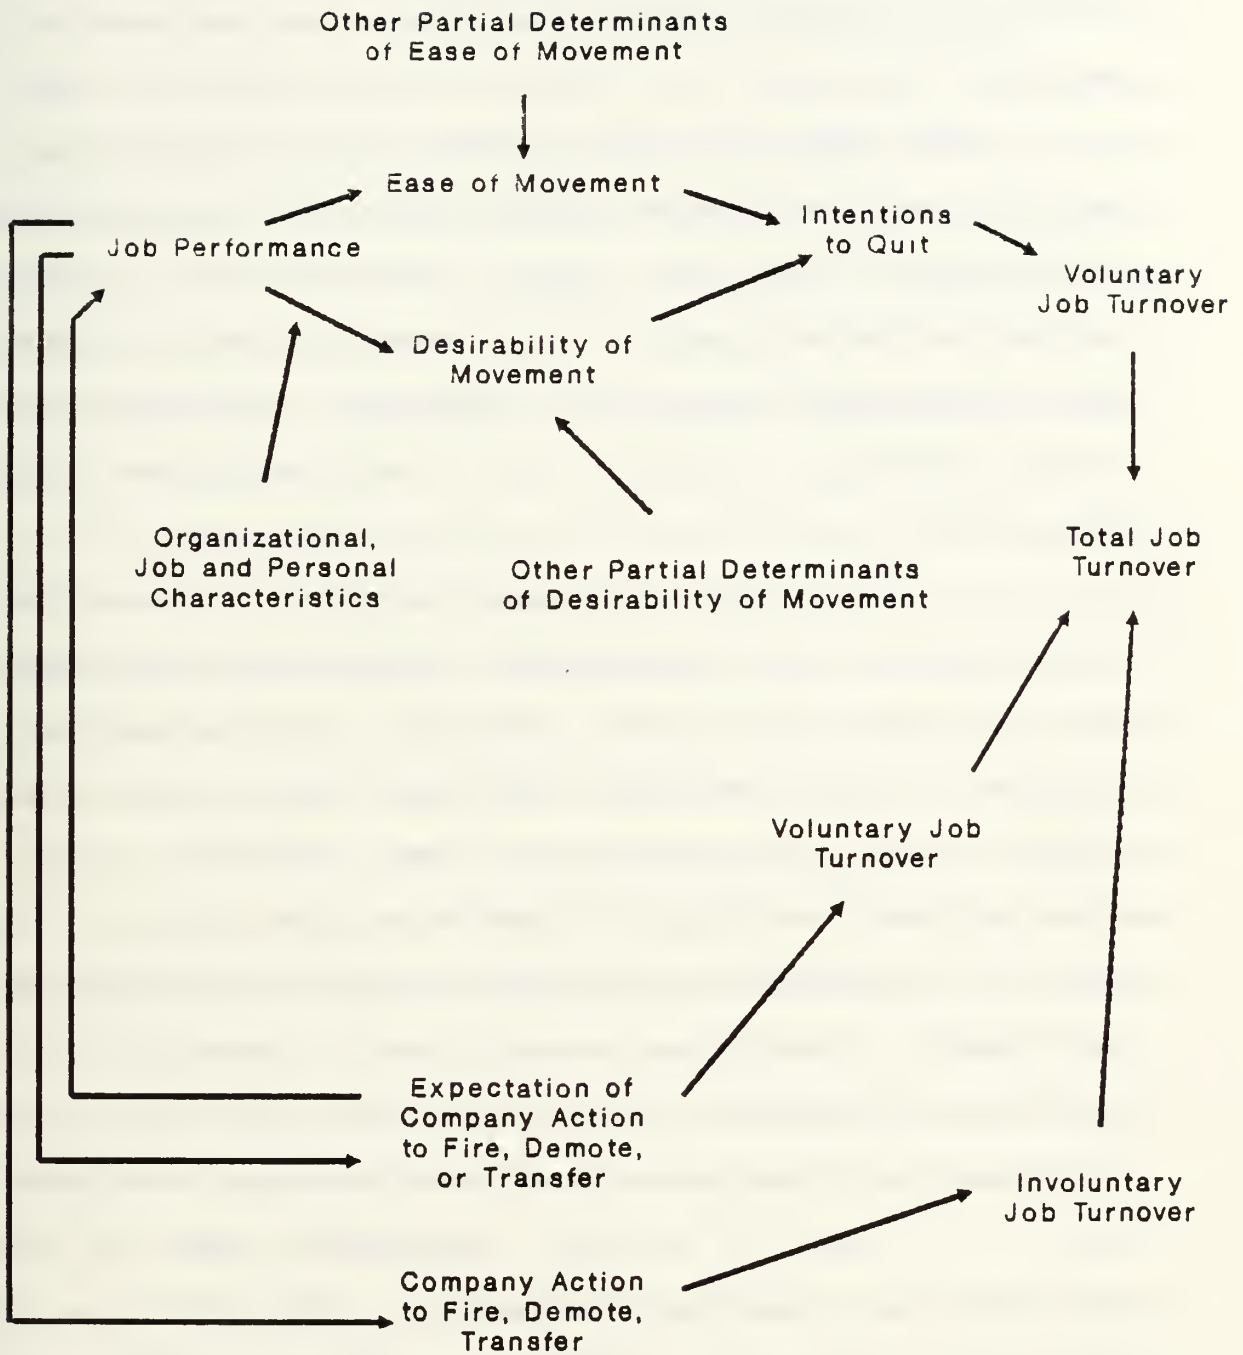 Other Partial Determinants
of Ease of Movement
Ease of Movement
Intentions
to Quit
Job Performance
Voluntary
Job Turnover
Desirability of
Movement
Organizational,
Job and Personal
Characteristics
Other Partial Determinants
of Desirability of Movement
Total Job
Turnover
Voluntary Job
Turnover
Expectation of
Company Action
to Fire, Demote,
or Transfer
Involuntary
Job Turnover
Company Action
to Fire, Demote,
Transfer